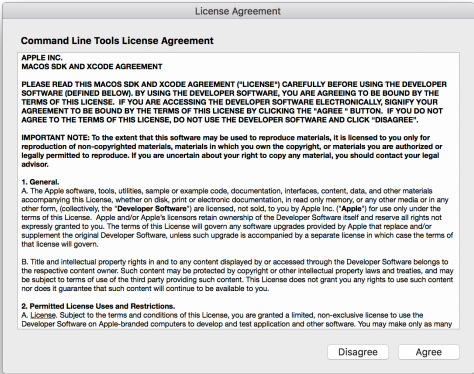 License Agreement
Command Line Tools License Agreement
APPLE INC.
MACOS SDK AND XCODE AGREEMENT
PLEASE READ THIS MACOS SDK AND XCODE AGREEMENT ("LICENSE") CAREFULLY BEFORE USING THE DEVELOPER
SOFTWARE (DEFINED BELOW). BY USING THE DEVELOPER SOFTWARE, YOU ARE AGREEING TO BE BOUND BY THE
TERMS OF THIS LICENSE.  IF YOU ARE ACCESSING THE DEVELOPER SOFTWARE ELECTRONICALLY, SIGNIFY YOUR
AGREEMENT TO BE BOUND BY THE TERMS OF THIS LICENSE BY CLICKING THE "AGREE " BUTTON.  IF YOU DO NOT
AGREE TO THE TERMS OF THIS LICENSE, DO NOT USE THE DEVELOPER SOFTWARE AND CLICK “DISAGREE”.
IMPORTANT NOTE: To the extent that this software may be used to reproduce materials, it is licensed to you only for
reproduction of non-copyrighted materials, materials in which you own the copyright, or materials you are authorized or
legally permitted to reproduce. If you are uncertain about your right to copy any material, you should contact your legal
advisor.
1. General.
A. The Apple software, tools, utilities, sample or example code, documentation, interfaces, content, data, and other materials
accompanying this License, whether on disk, print or electronic documentation, in read only memory, or any other media or in any
other form, (collectively, the "Developer Software") are licensed, not sold, to you by Apple Inc. ("Apple") for use only under the
terms of this License.  Apple and/or Apple's licensors retain ownership of the Developer Software itself and reserve all rights not
expressly granted to you. The terms of this License will govern any software upgrades provided by Apple that replace and/or
supplement the original Developer Software, unless such upgrade is accompanied by a separate license in which case the terms of
that license will govern.
B. Title and intellectual property rights in and to any content displayed by or accessed through the Developer Software belongs to
the respective content owner. Such content may be protected by copyright or other intellectual property laws and treaties, and may
be subject to terms of use of the third party providing such content. This License does not grant you any rights to use such content
nor does it guarantee that such content will continue to be available to you.
2. Permitted License Uses and Restrictions.
A. License. Subject to the terms and conditions of this License, you are granted a limited, non-exclusive license to use the
Developer Software on Apple-branded computers to develop and test application and other software. You may make only as many
Disagree
Agree